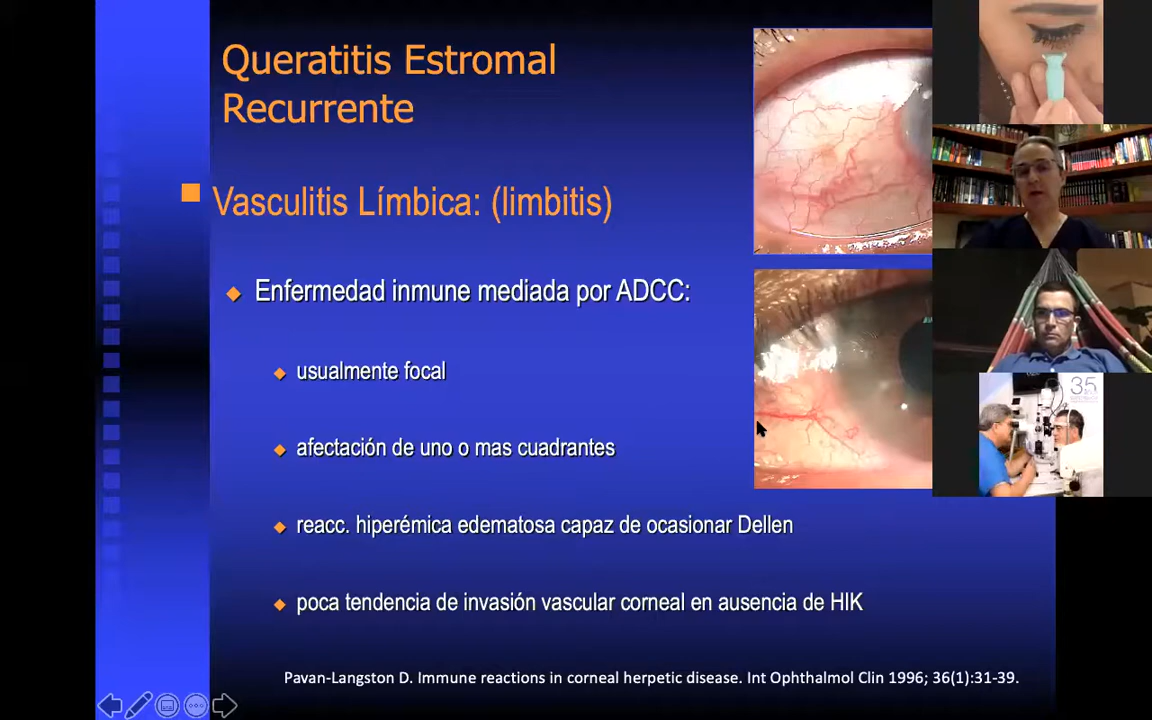 Queratitis Estromal
Recurrente
Vasculitis Límbica: (limbitis)
Enfermedad inmune mediada por ADCC:
usualmente focal
afectación de uno o mas cuadrantes
reacc. hiperémica edematosa capaz de ocasionar Dellen
poca tendencia de invasión vascular corneal en ausencia de HIK
Pavan-Langston D. Immune reactions in corneal herpetic disease. Int Ophthalmol Clin 1996; 36(1):31-39.
35